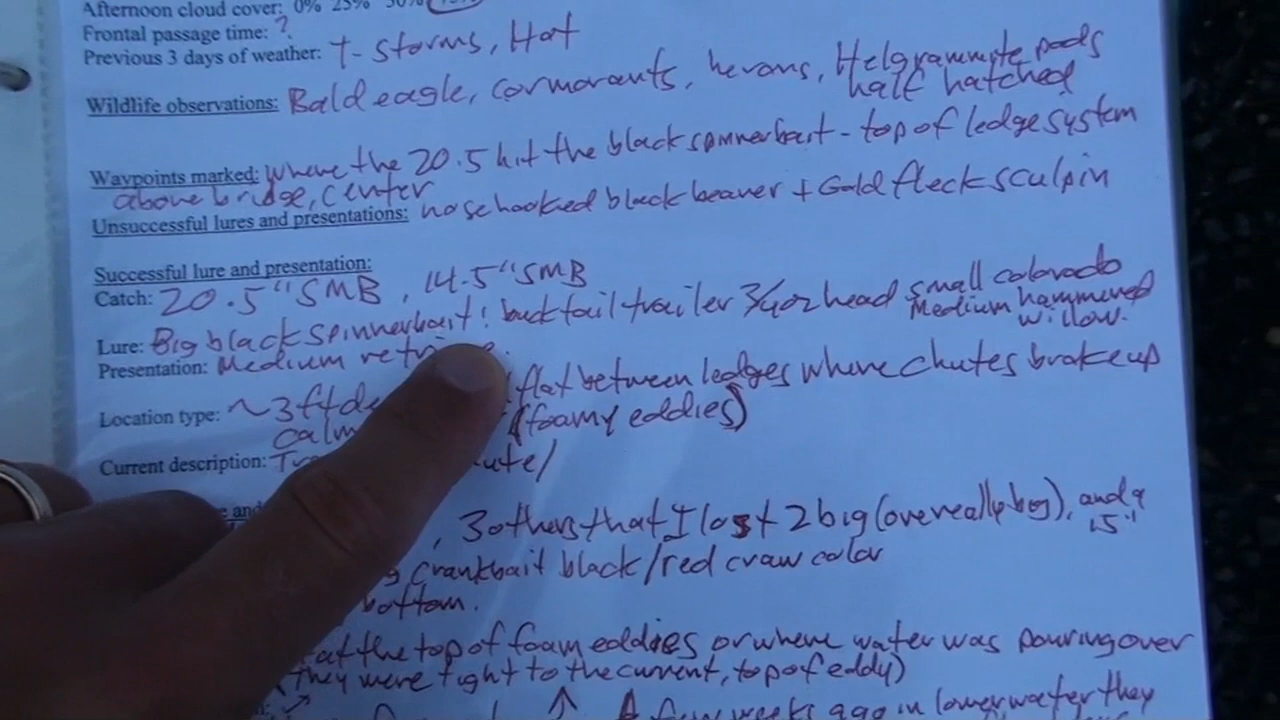 Afternoon cloud cover: 0% 25% 50%
Frontal passage time: ?
Previous 3 days of weather: T-storms, Hot
Wildlife observations: Bald eagle, cormorants, herons, Helgrammite pods
half hatched
Waypoints marked: Where the 20.5 hit the black spinnerbait - top of ledge system
above bridge, center
Unsuccessful lures and presentations: nosehooked black beaver + Gold fleck sculpin
Successful lure and presentation:
Catch: 20.5" SMB, 14.5" SMB
Lure: Big black spinnerbait! bucktail trailer 3/4oz head small colorado
Medium hammered
willow.
Presentation: Medium
Location type: ~3ft flat between ledges where chutes brake up
calm (foamy eddies)
Current description:
, 3 others that I lost 2 big (one really big), and a
15"
crankbait black/red craw color
bottom.
at the top of foam eddies or where water was pouring over
they were tight to the current, top of eddy)
↑ A few weeks ago in lower water they